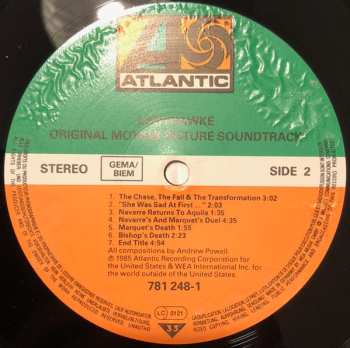 ATLANTIC
LADYHAWKE
ORIGINAL MOTION PICTURE SOUNDTRACK
STEREO
GEMA/
BIEM
SIDE 2
1. The Chase, The Fall & The Transformation 3:02
2. "She Was Sad At First ..." 2:03
3. Navarre Returns To Aquila 1:35
4. Navarre's And Marquet's Duel 4:35
5. Marquet's Death 1:55
6. Bishop's Death 2:23
7. End Title 4:54
All compositions by Andrew Powell.
℗ 1985 Atlantic Recording Corporation for
the United States & WEA International Inc. for
the world outside of the United States.
781 248-1
LC 0121
33